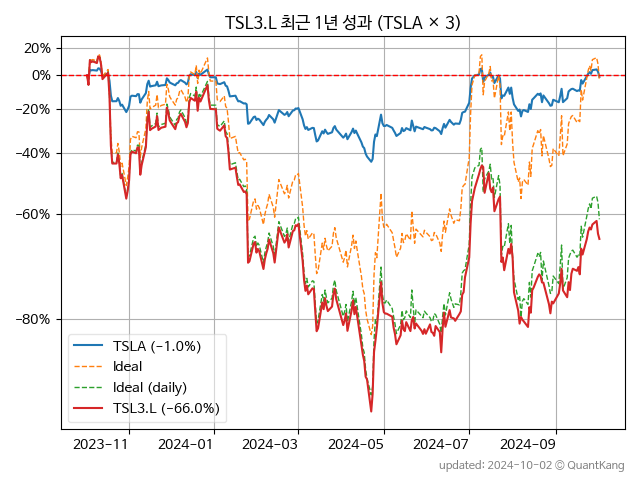 TSL3.L 최근 1년 성과 (TSLA × 3)
20%
0%
−20%
−40%
−60%
−80%
TSLA (−1.0%)
Ideal
Ideal (daily)
TSL3.L (−66.0%)
2023-11
2024-01
2024-03
2024-05
2024-07
2024-09
updated: 2024-10-02 © QuantKang